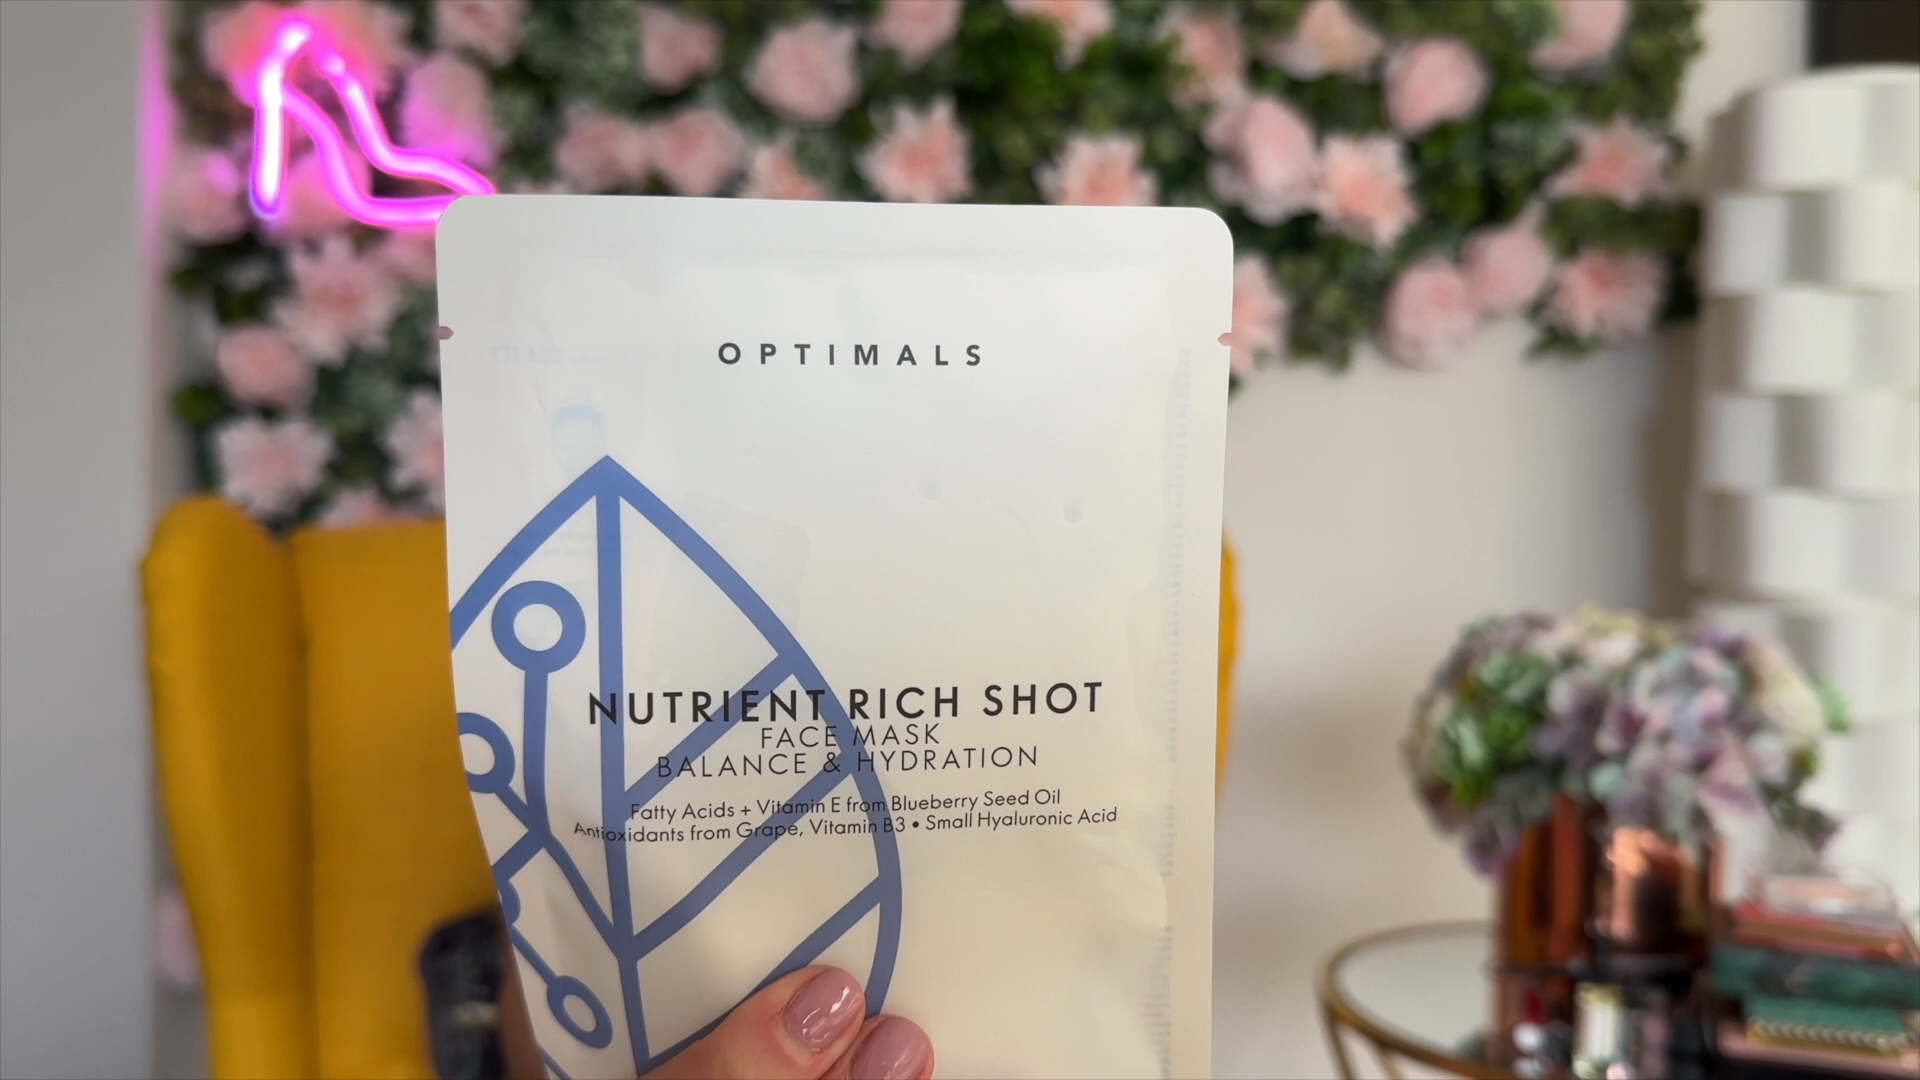 OPTIMALS
NUTRIENT RICH SHOT
FACE MASK
BALANCE & HYDRATION
Fatty Acids + Vitamin E from Blueberry Seed Oil
Antioxidants from Grape, Vitamin B3 • Small Hyaluronic Acid